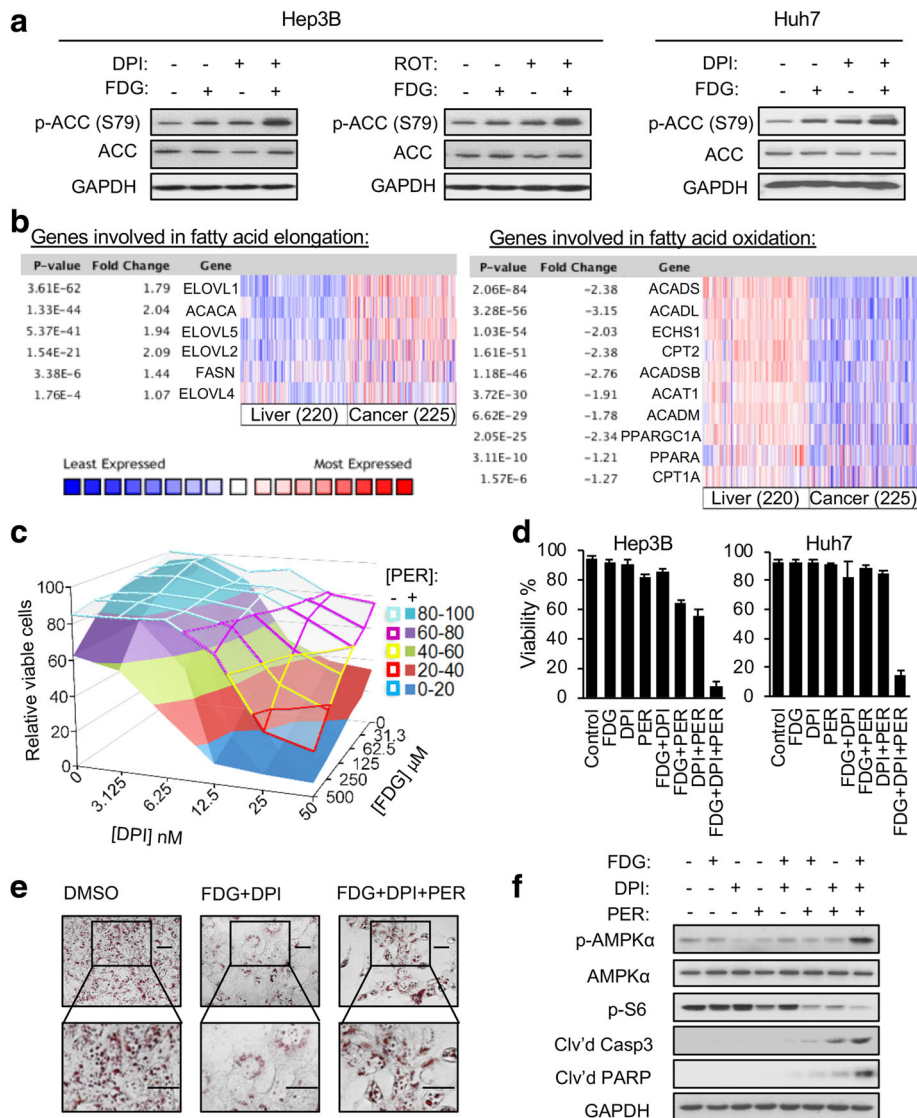 a
Hep3B
Huh7
DPI: - - + +
FDG: - + - +
p-ACC (S79)
ACC
GAPDH
ROT: - - + +
FDG: - + - +
p-ACC (S79)
ACC
GAPDH
DPI: - - + +
FDG: - + - +
p-ACC (S79)
ACC
GAPDH
b
Genes involved in fatty acid elongation:
P-value Fold Change Gene
3.61E-62 1.79 ELOVL1
1.33E-44 2.04 ACACA
5.37E-41 1.94 ELOVL5
1.54E-21 2.09 ELOVL2
3.38E-6 1.44 FASN
1.76E-4 1.07 ELOVL4
Liver (220) Cancer (225)
Least Expressed Most Expressed
Genes involved in fatty acid oxidation:
P-value Fold Change Gene
2.06E-84 -2.38 ACADS
3.28E-56 -3.15 ACADL
1.03E-54 -2.03 ECHS1
1.61E-51 -2.38 CPT2
1.18E-46 -2.76 ACADSB
3.72E-30 -1.91 ACAT1
6.62E-29 -1.78 ACADM
2.05E-25 -2.34 PPARGC1A
3.11E-10 -1.21 PPARA
1.57E-6 -1.27 CPT1A
Liver (220) Cancer (225)
c
Relative viable cells
100
80
60
40
20
0
0 3.125 6.25 12.5 25 50
[DPI] nM
0
31.3
62.5
125
250
500
[FDG] µM
[PER]:
- +
80-100
60-80
40-60
20-40
0-20
d
Hep3B
Huh7
Viability %
100
80
60
40
20
0
Control
FDG
DPI
PER
FDG+DPI
FDG+PER
DPI+PER
FDG+DPI+PER
100
80
60
40
20
0
Control
FDG
DPI
PER
FDG+DPI
FDG+PER
DPI+PER
FDG+DPI+PER
e
DMSO
FDG+DPI
FDG+DPI+PER
f
FDG: - + - - + + - +
DPI: - - + - + - + +
PER: - - - + - + + +
p-AMPKα
AMPKα
p-S6
Clv'd Casp3
Clv'd PARP
GAPDH